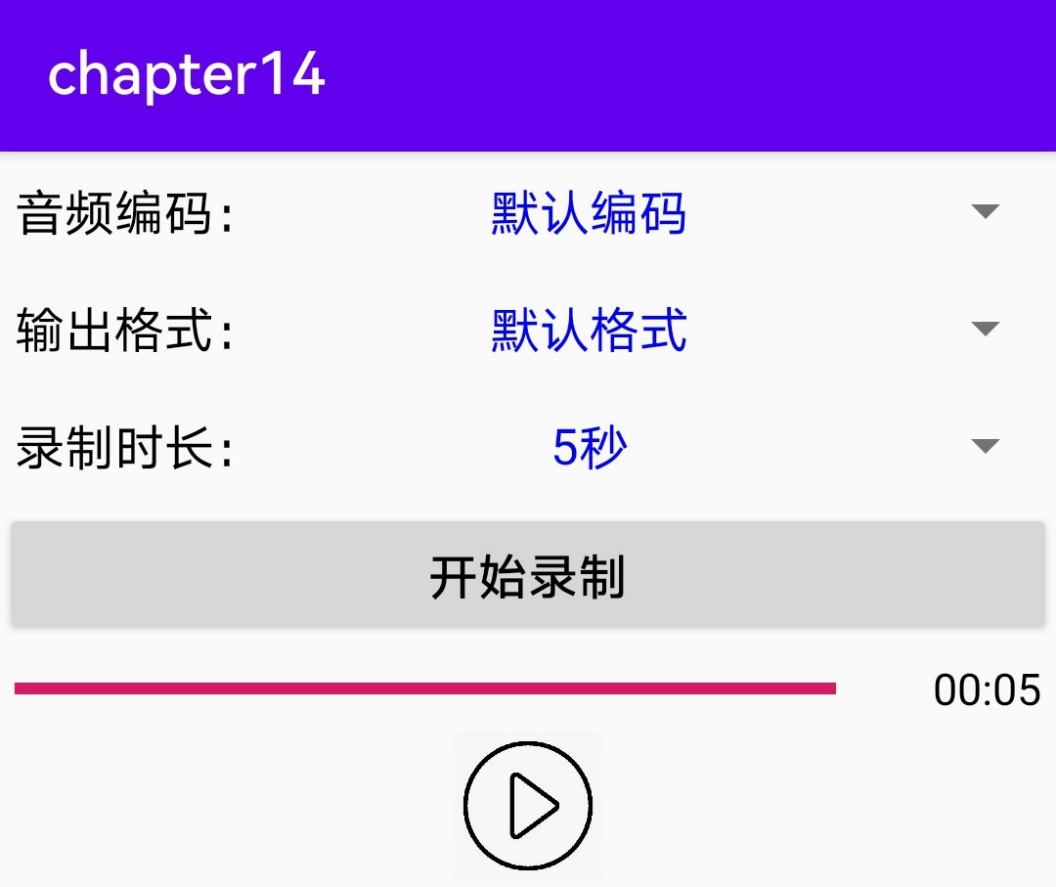 chapter14
音频编码: 默认编码
输出格式: 默认格式
录制时长: 5秒
开始录制
00:05